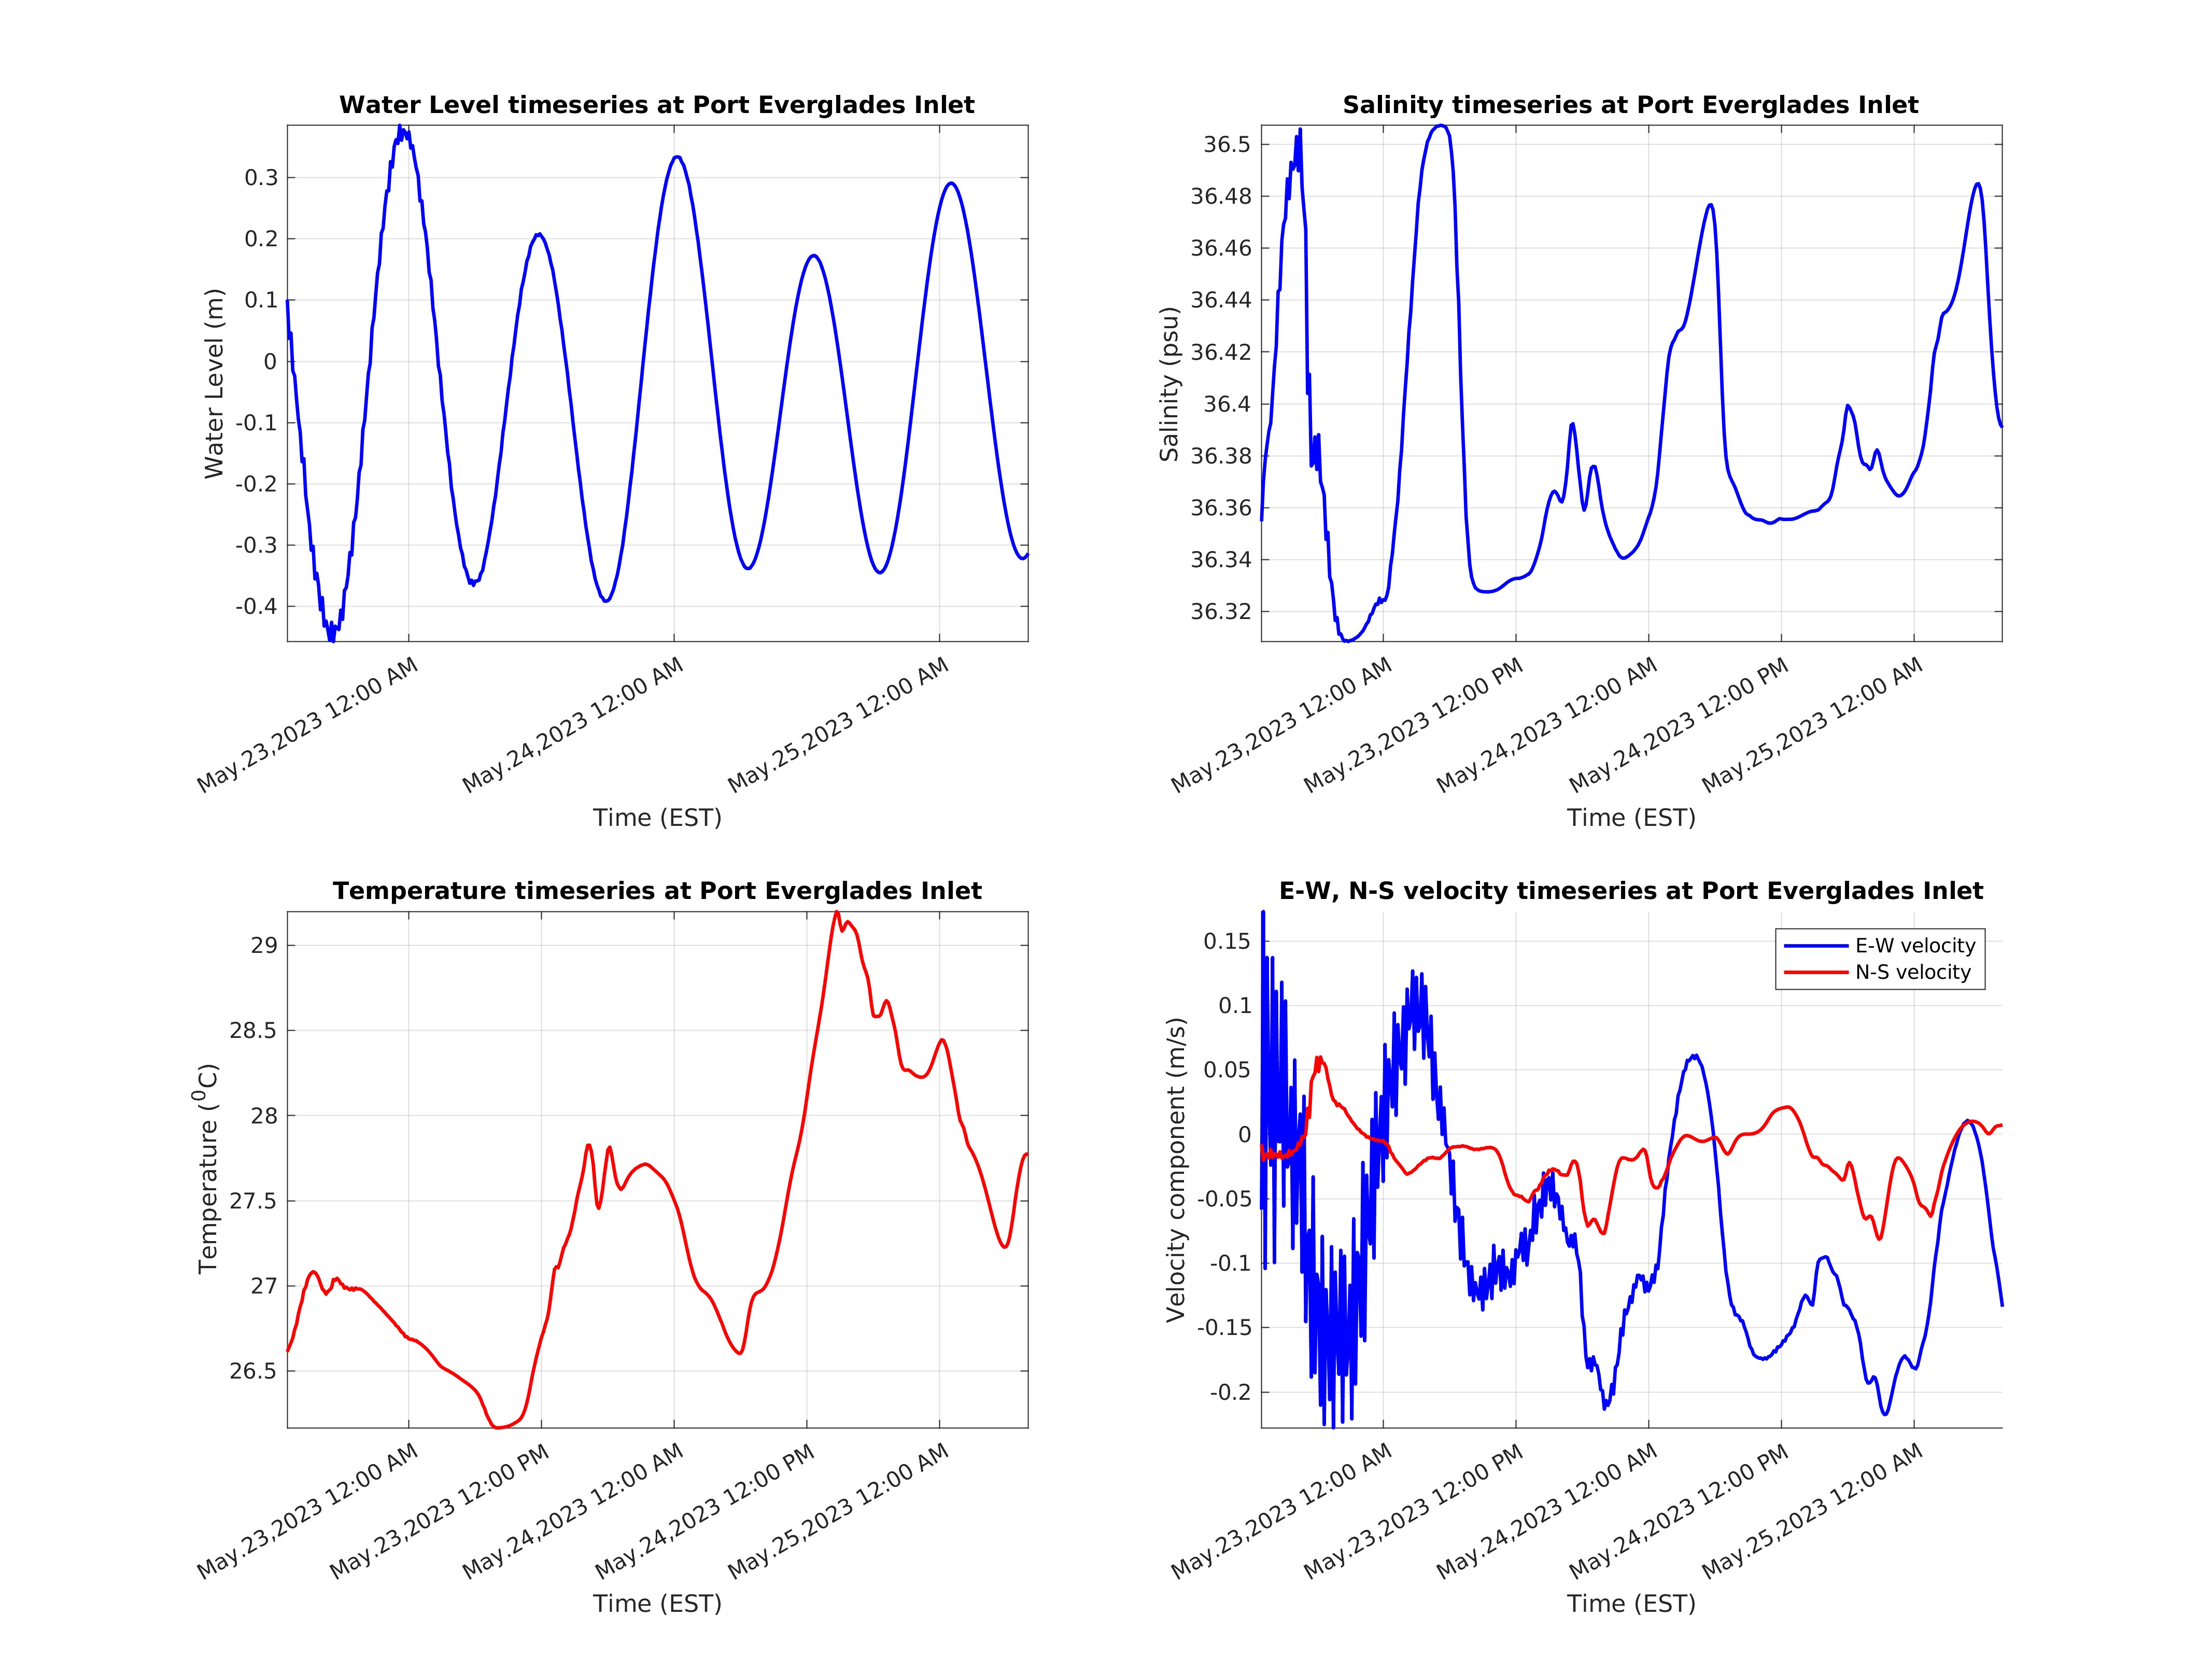 Water Level timeseries at Port Everglades Inlet
Water Level (m)
0.3
0.2
0.1
0
-0.1
-0.2
-0.3
-0.4
May.23,2023 12:00 AM
May.24,2023 12:00 AM
May.25,2023 12:00 AM
Time (EST)
Salinity timeseries at Port Everglades Inlet
Salinity (psu)
36.5
36.48
36.46
36.44
36.42
36.4
36.38
36.36
36.34
36.32
May.23,2023 12:00 AM
May.23,2023 12:00 PM
May.24,2023 12:00 AM
May.24,2023 12:00 PM
May.25,2023 12:00 AM
Time (EST)
Temperature timeseries at Port Everglades Inlet
Temperature (⁰C)
29
28.5
28
27.5
27
26.5
May.23,2023 12:00 AM
May.23,2023 12:00 PM
May.24,2023 12:00 AM
May.24,2023 12:00 PM
May.25,2023 12:00 AM
Time (EST)
E-W, N-S velocity timeseries at Port Everglades Inlet
Velocity component (m/s)
0.15
0.1
0.05
0
-0.05
-0.1
-0.15
-0.2
E-W velocity
N-S velocity
May.23,2023 12:00 AM
May.23,2023 12:00 PM
May.24,2023 12:00 AM
May.24,2023 12:00 PM
May.25,2023 12:00 AM
Time (EST)